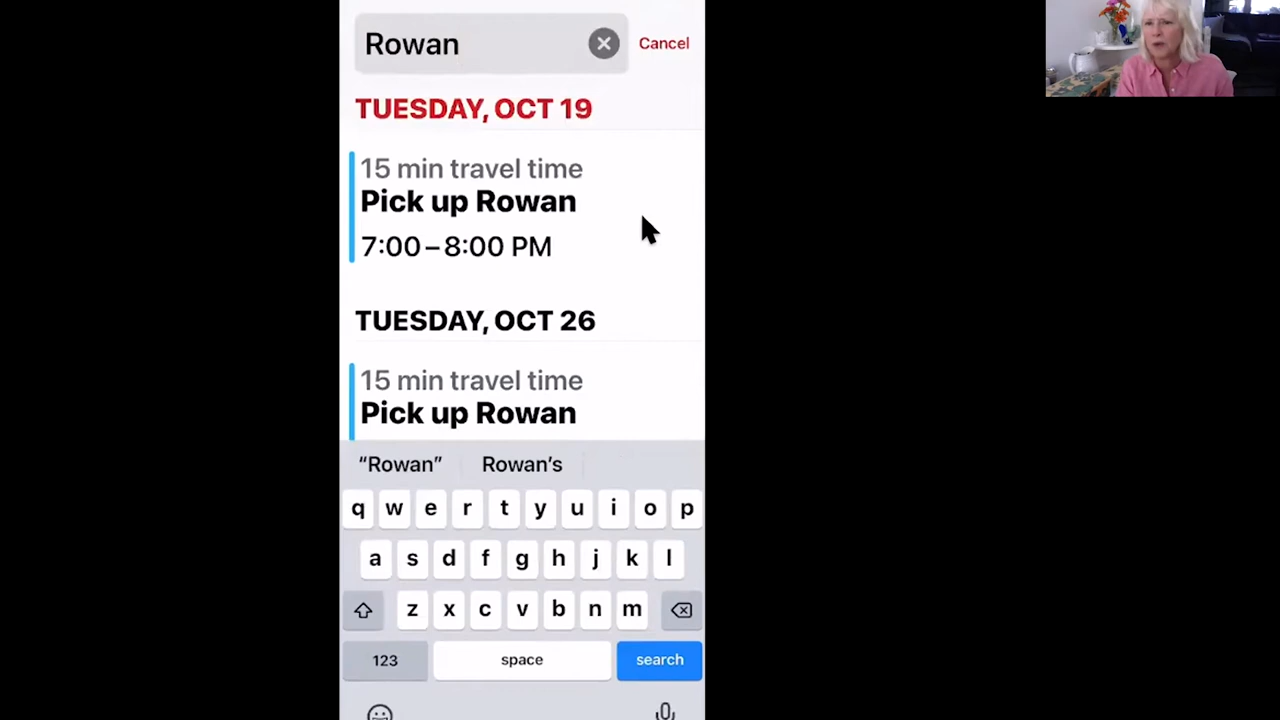 Rowan
Cancel
TUESDAY, OCT 19
15 min travel time
Pick up Rowan
7:00–8:00 PM
TUESDAY, OCT 26
15 min travel time
Pick up Rowan
“Rowan” Rowan’s
q w e r t y u i o p
a s d f g h j k l
z x c v b n m
123 space search